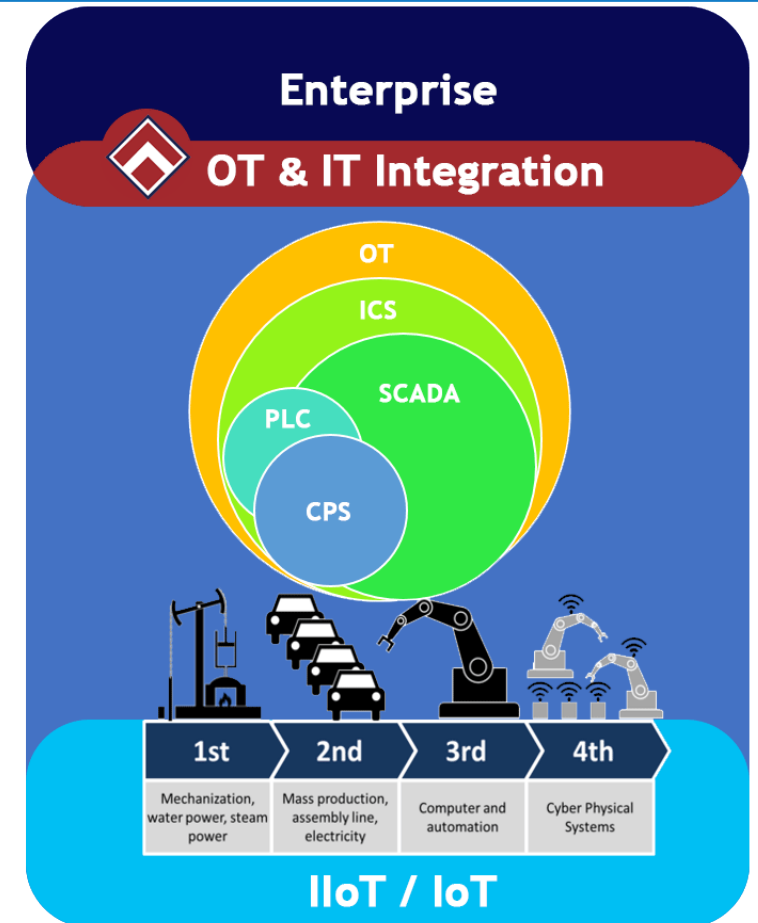 Enterprise
OT & IT Integration
OT
ICS
SCADA
PLC
CPS
1st
2nd
3rd
4th
Mechanization,
water power, steam
power
Mass production,
assembly line,
electricity
Computer and
automation
Cyber Physical
Systems
IIoT / IoT